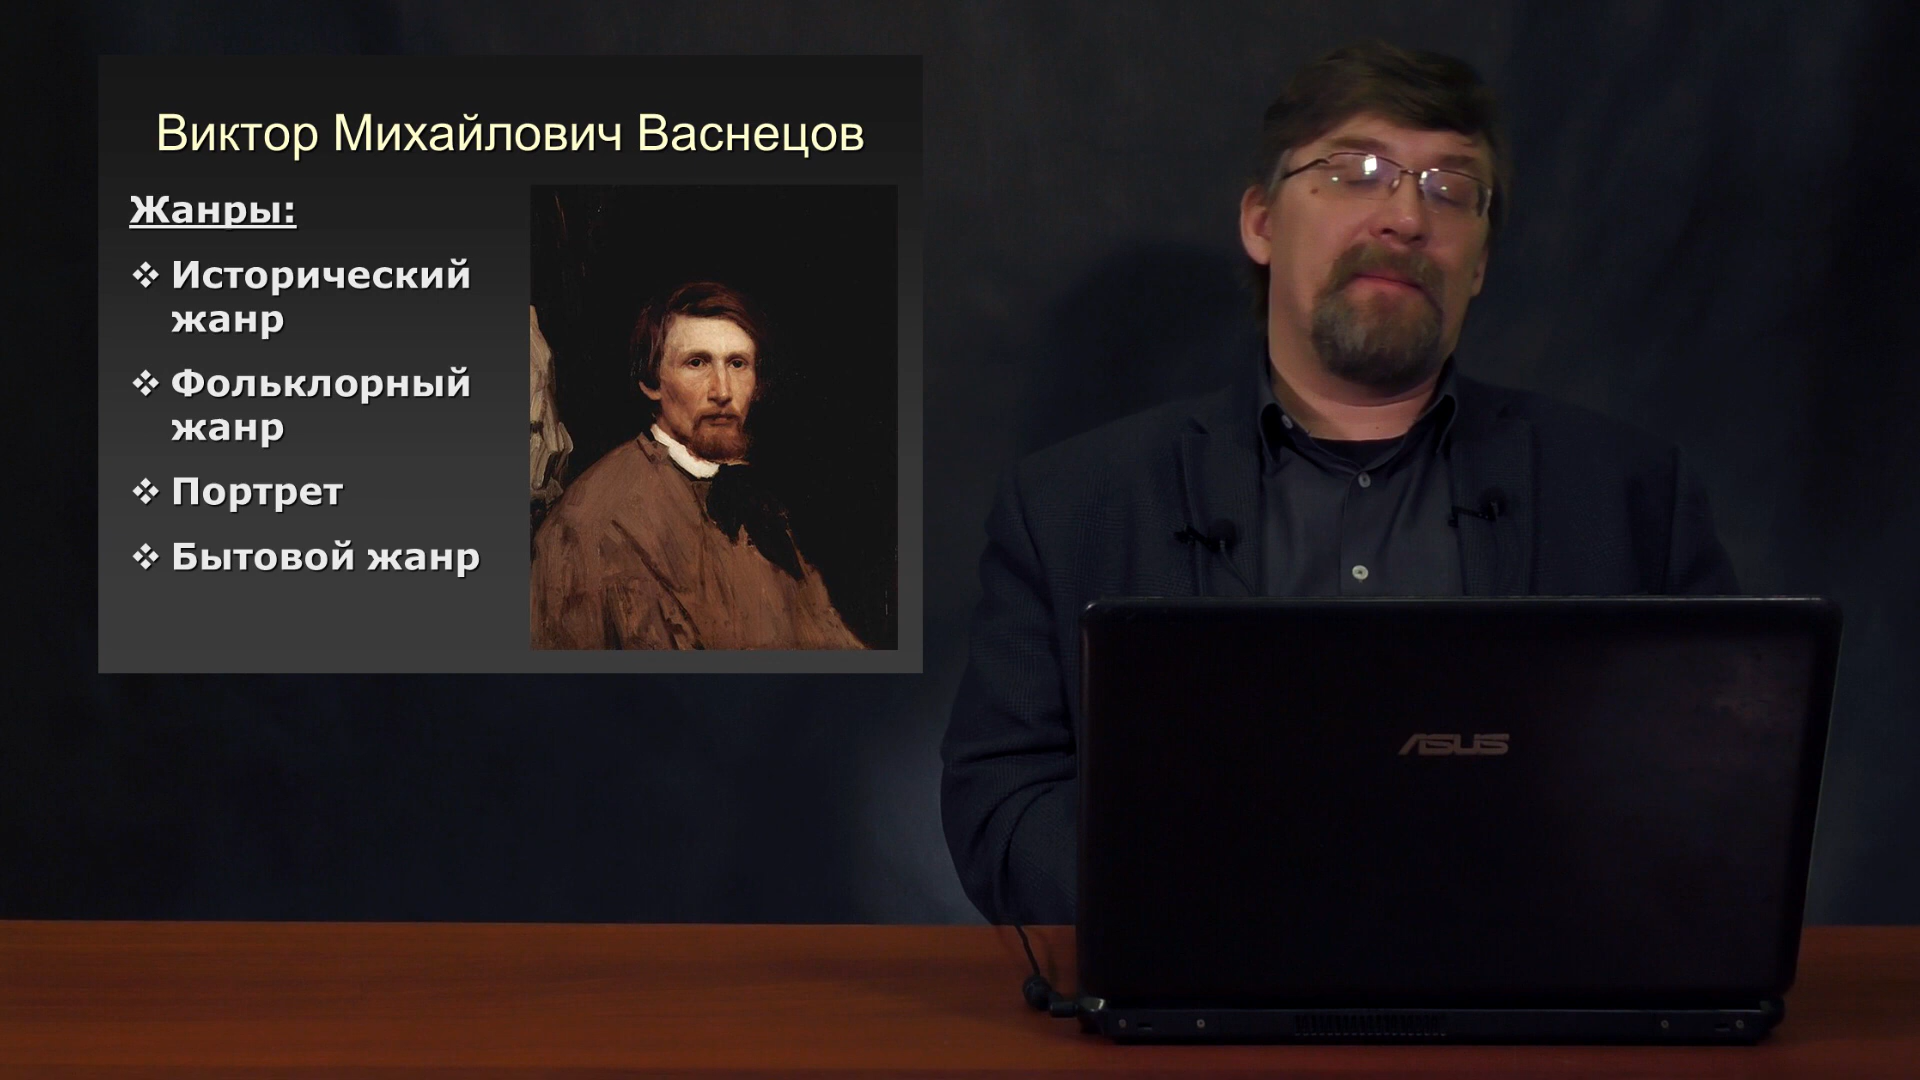 Виктор Михайлович Васнецов
Жанры:
Исторический
жанр
Фольклорный
жанр
Портрет
Бытовой жанр
ASUS